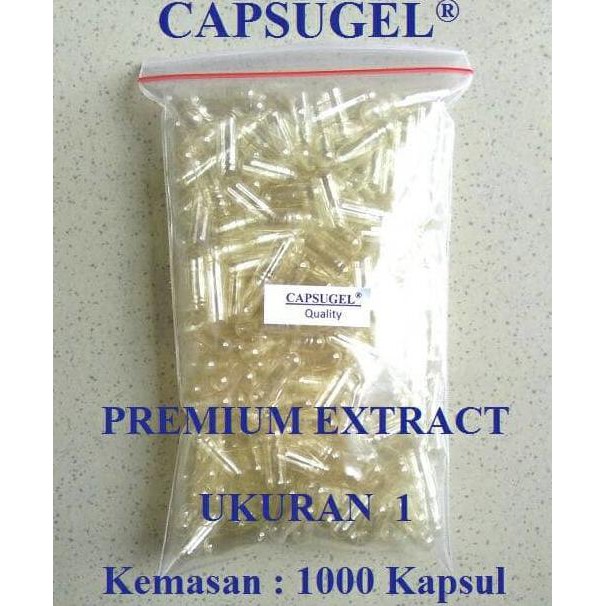 CAPSUGEL®
CAPSUGEL®
Quality
PREMIUM EXTRACT
UKURAN 1
Kemasan : 1000 Kapsul